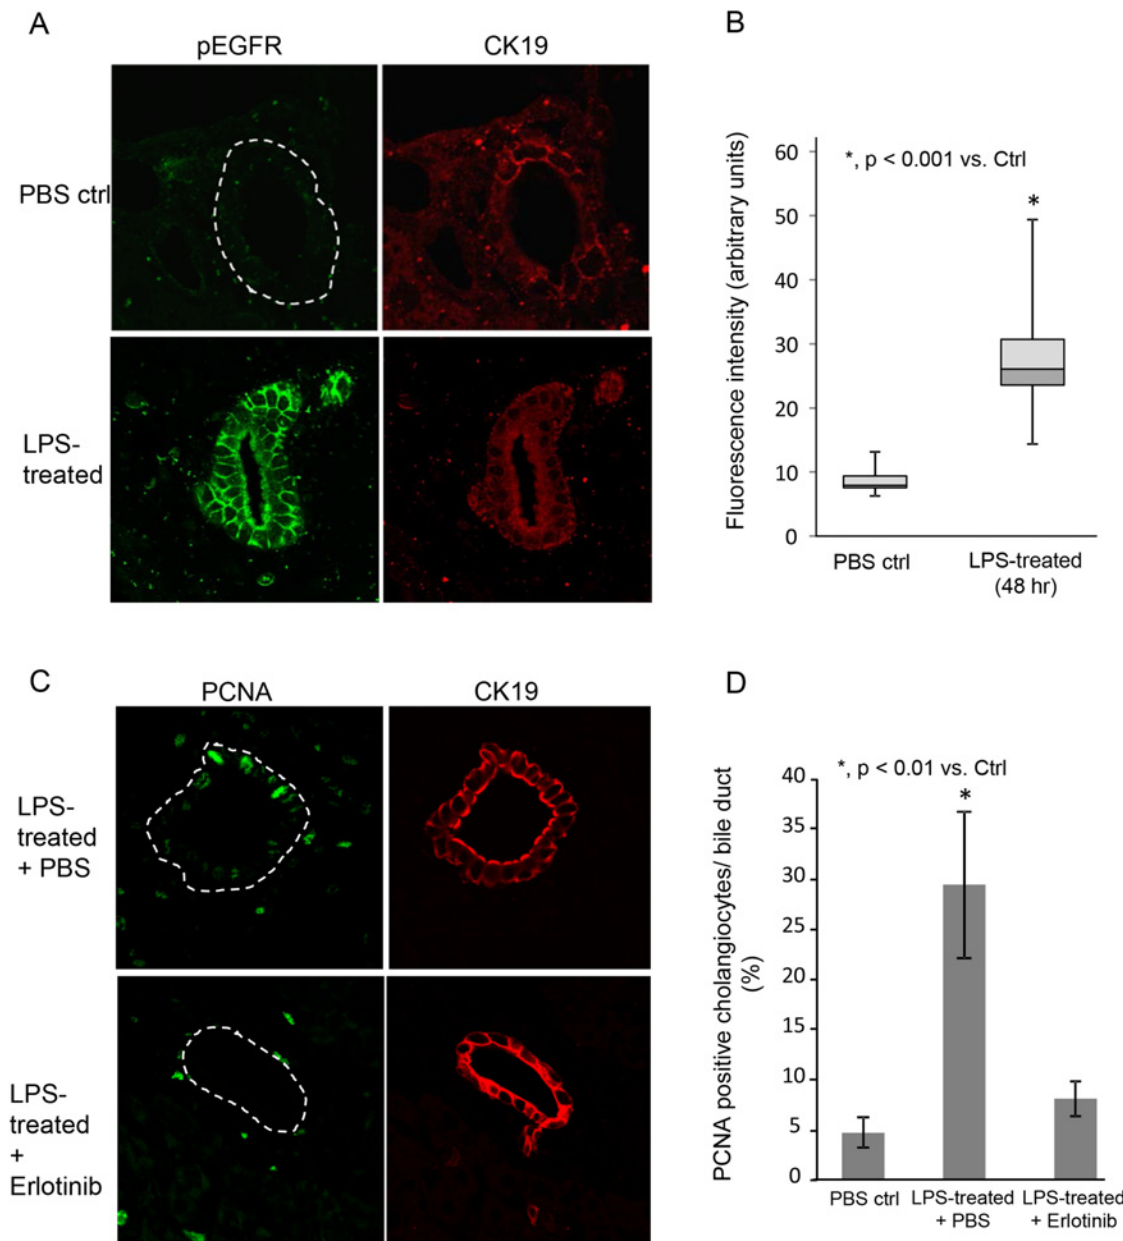 A
pEGFR
CK19
PBS ctrl
LPS-
treated
B
Fluorescence intensity (arbitrary units)
60
50
40
30
20
10
0
*, p < 0.001 vs. Ctrl
*
PBS ctrl
LPS-treated
(48 hr)
C
PCNA
CK19
LPS-
treated
+ PBS
LPS-
treated
+
Erlotinib
D
PCNA positive cholangiocytes/ bile duct
(%)
40
35
30
25
20
15
10
5
0
*, p < 0.01 vs. Ctrl
*
PBS ctrl
LPS-treated
+ PBS
LPS-treated
+ Erlotinib